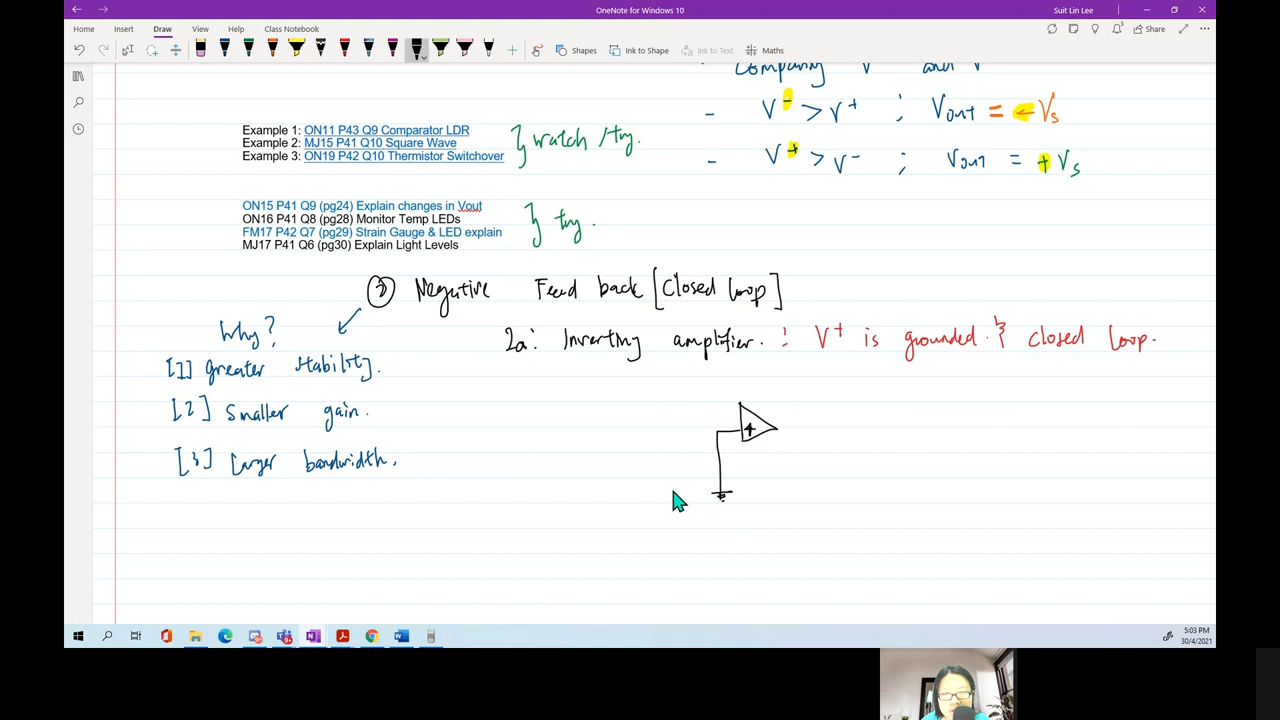 OneNote for Windows 10
Suit Lin Lee
Home Insert Draw View Help Class Notebook
Share
Shapes Ink to Shape Ink to Text Maths
Comparing V and V
- V⁻ > V⁺ ; Vout = - Vs
- V⁺ > V⁻ ; Vout = + Vs
Example 1: ON11 P43 Q9 Comparator LDR
Example 2: MJ15 P41 Q10 Square Wave
Example 3: ON19 P42 Q10 Thermistor Switchover
} watch / try.
ON15 P41 Q9 (pg24) Explain changes in Vout
ON16 P41 Q8 (pg28) Monitor Temp LEDs
FM17 P42 Q7 (pg29) Strain Gauge & LED explain
MJ17 P41 Q6 (pg30) Explain Light Levels
} try.
② Negative Feed back [Closed loop]
2a: Inverting amplifier. : V⁺ is grounded. & closed loop.
Why?
[1] greater stability.
[2] Smaller gain.
[3] Larger bandwidth.
+
5:03 PM
30/4/2021